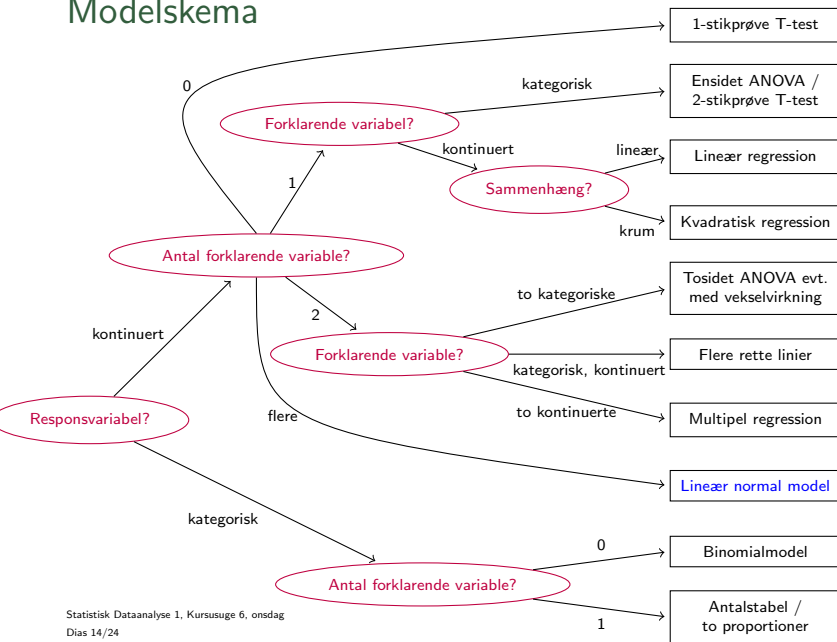 Modelskema
0
1-stikprøve T-test
kategorisk
Ensidet ANOVA /
2-stikprøve T-test
Forklarende variabel?
kontinuert
lineær
Lineær regression
1
Sammenhæng?
krum
Kvadratisk regression
Antal forklarende variable?
to kategoriske
Tosidet ANOVA evt.
med vekselvirkning
2
kontinuert
Forklarende variable?
kategorisk, kontinuert
Flere rette linier
Responsvariabel?
flere
to kontinuerte
Multipel regression
Lineær normal model
kategorisk
0
Binomialmodel
Antal forklarende variable?
1
Antalstabel /
to proportioner
Statistisk Dataanalyse 1, Kursusuge 6, onsdag
Dias 14/24